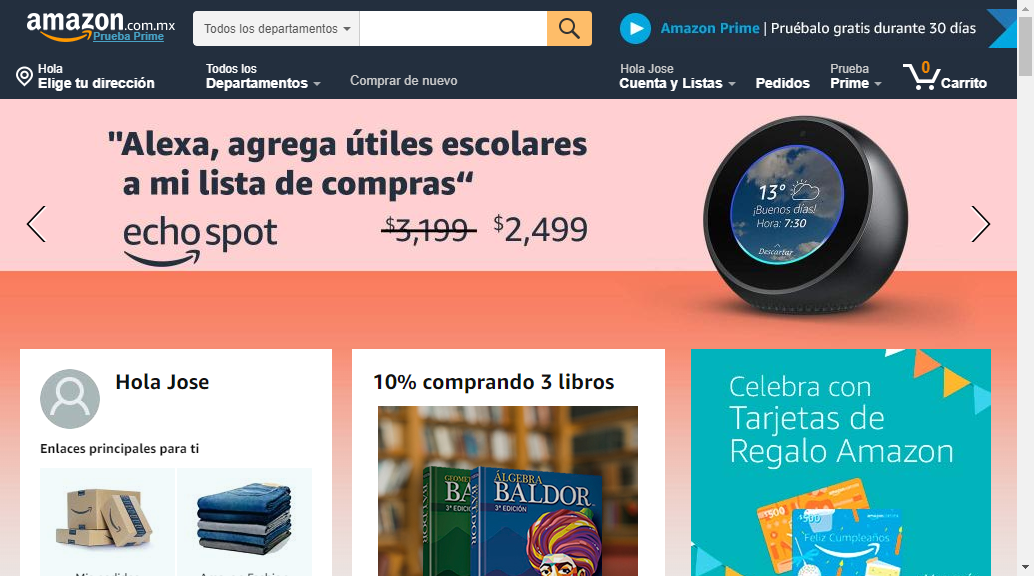 amazon.com.mx
Prueba Prime
Todos los departamentos
Amazon Prime | Pruébalo gratis durante 30 días
Hola
Elige tu dirección
Todos los
Departamentos
Comprar de nuevo
Hola Jose
Cuenta y Listas
Pedidos
Prueba
Prime
0
Carrito
"Alexa, agrega útiles escolares
a mi lista de compras“
echo spot
$3,199 $2,499
13°
¡Buenos días!
Hora: 7:30
Descartar
Hola Jose
Enlaces principales para ti
10% comprando 3 libros
ÁLGEBRA
BALDOR
3ª EDICIÓN
BA
3ª EDICI
Celebra con
Tarjetas de
Regalo Amazon
$500
$500
Feliz Cumpleaños